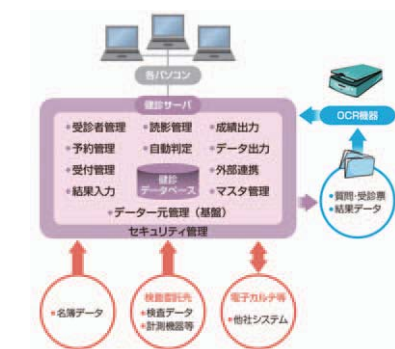 各パソコン
健診サーバ
•受診者管理 •読影管理 •成績出力
•予約管理 •自動判定 •データ出力
•受付管理 •外部連携
•結果入力 •マスタ管理
健診
データベース
•データ一元管理（基盤）
セキュリティ管理
OCR機器
•質問・受診票
•結果データ
•名簿データ
検査委託先
•検査データ
•計測機器等
電子カルテ等
•他社システム